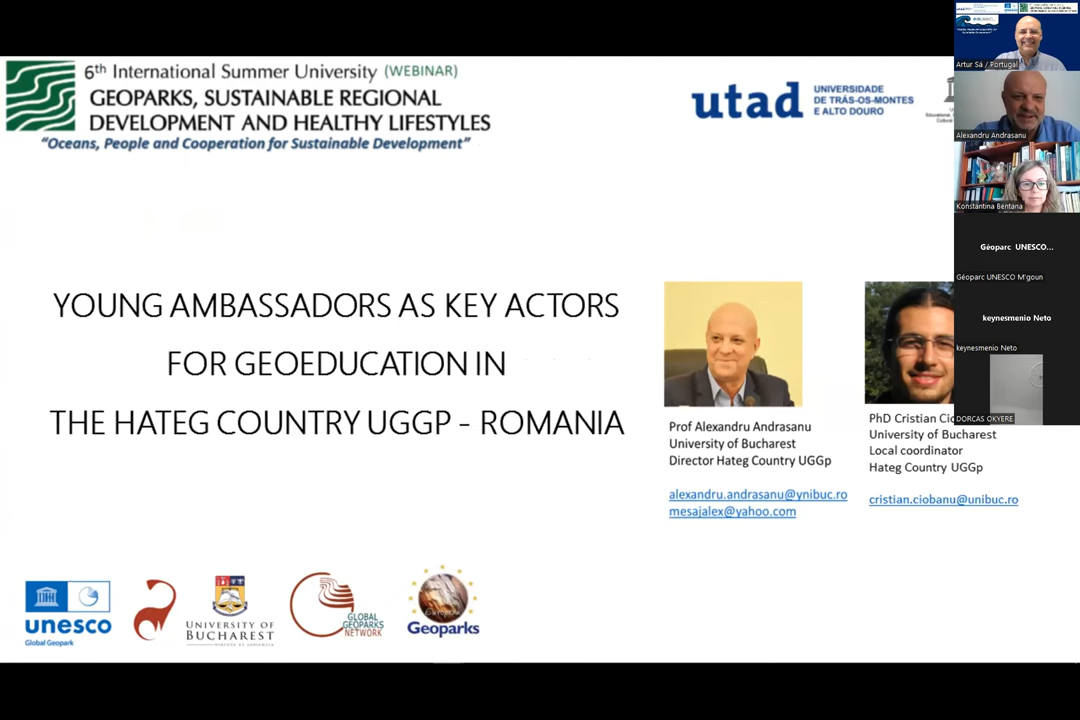 6th International Summer University (WEBINAR)
GEOPARKS, SUSTAINABLE REGIONAL
DEVELOPMENT AND HEALTHY LIFESTYLES
"Oceans, People and Cooperation for Sustainable Development"
utad
UNIVERSIDADE
DE TRÁS-OS-MONTES
E ALTO DOURO
YOUNG AMBASSADORS AS KEY ACTORS
FOR GEOEDUCATION IN
THE HATEG COUNTRY UGGP - ROMANIA
Prof Alexandru Andrasanu
University of Bucharest
Director Hateg Country UGGp
alexandru.andrasanu@ynibuc.ro
mesajalex@yahoo.com
PhD Cristian
University of Bucharest
Local coordinator
Hateg Country UGGp
cristian.ciobanu@unibuc.ro
unesco
Global Geopark
UNIVERSITY OF
BUCHAREST
GLOBAL
GEOPARKS
NETWORK
European
Geoparks
Artur Sá / Portugal
Alexandru Andrasanu
Konstantina Bentana
Géoparc UNESCO...
Géoparc UNESCO M'goun
keynesmenio Neto
keynesmenio Neto
DORCAS OKYERE